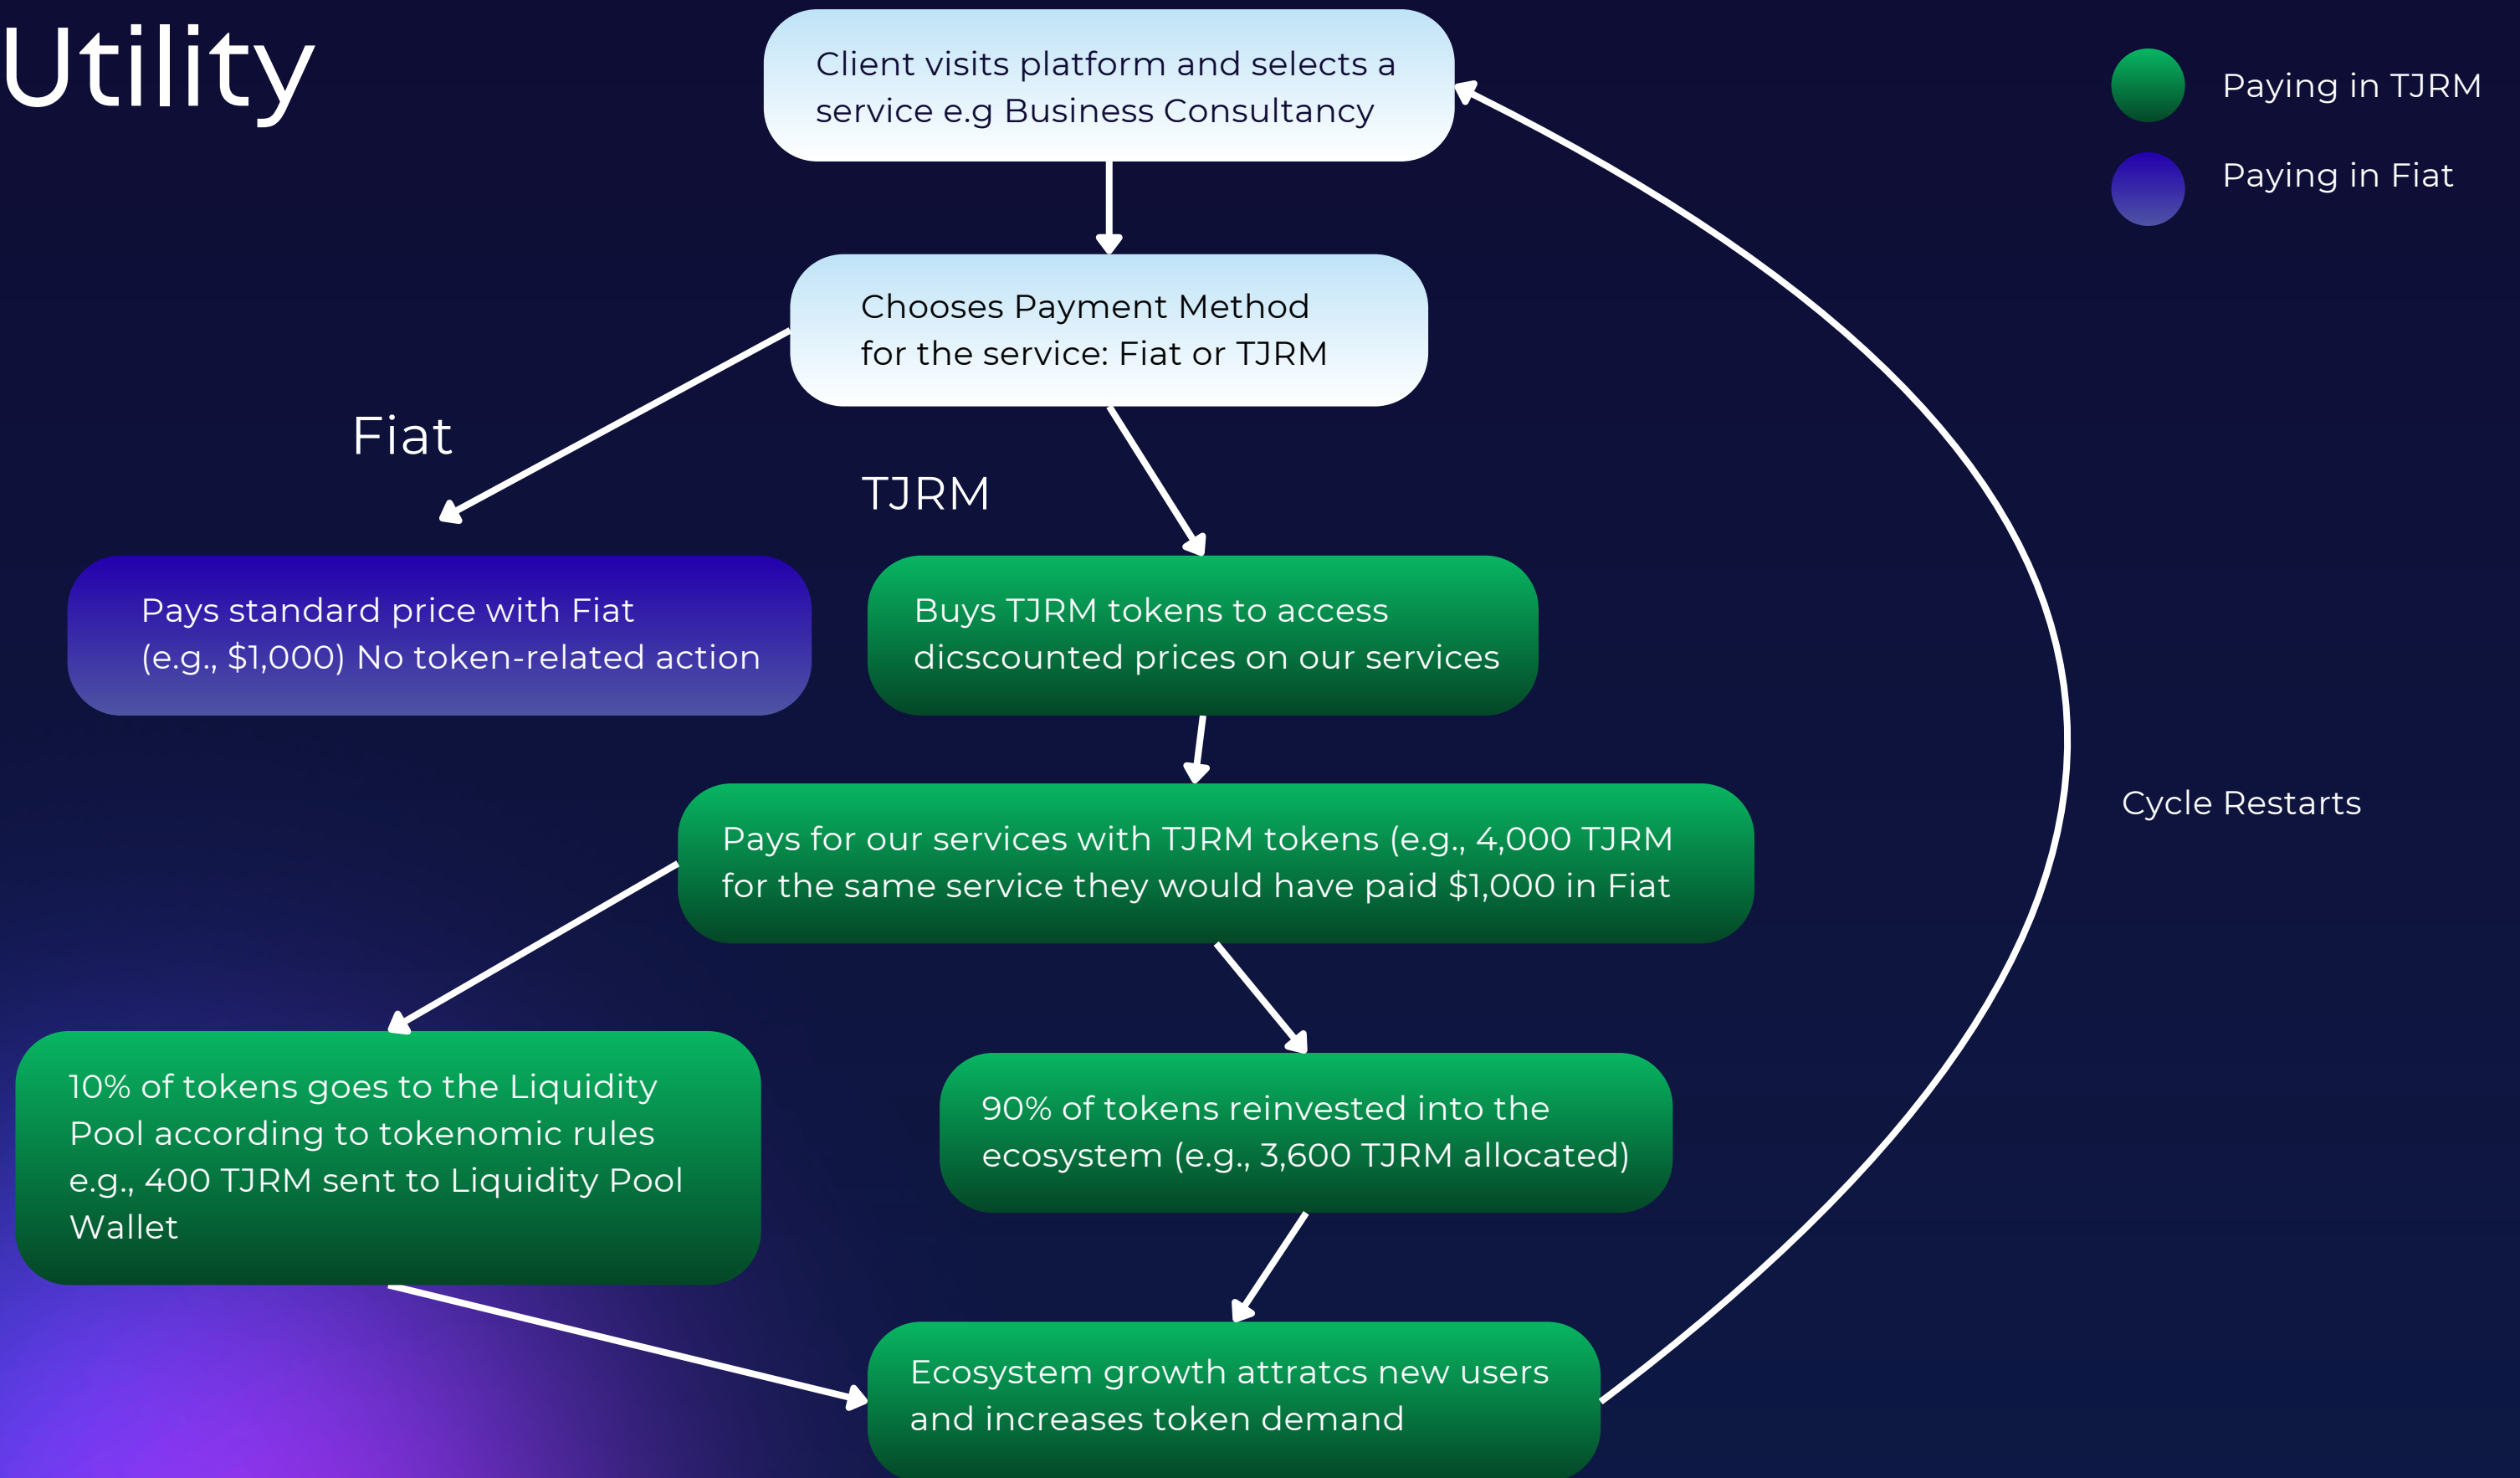 Utility
Client visits platform and selects a
service e.g Business Consultancy
Paying in TJRM
Paying in Fiat
Chooses Payment Method
for the service: Fiat or TJRM
Fiat
TJRM
Pays standard price with Fiat
(e.g., $1,000) No token-related action
Buys TJRM tokens to access
dicscounted prices on our services
Pays for our services with TJRM tokens (e.g., 4,000 TJRM
for the same service they would have paid $1,000 in Fiat
Cycle Restarts
10% of tokens goes to the Liquidity
Pool according to tokenomic rules
e.g., 400 TJRM sent to Liquidity Pool
Wallet
90% of tokens reinvested into the
ecosystem (e.g., 3,600 TJRM allocated)
Ecosystem growth attratcs new users
and increases token demand